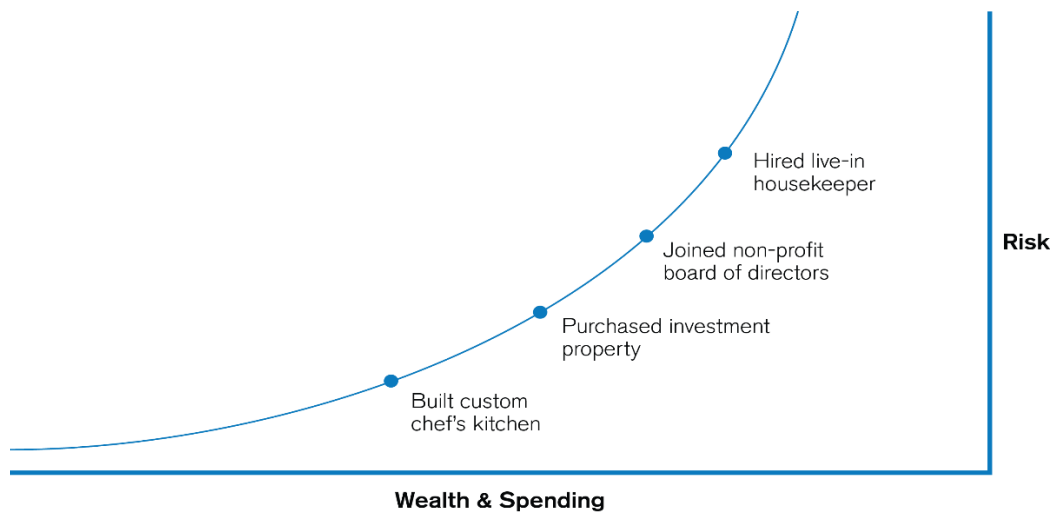 Hired live-in
housekeeper
Joined non-profit
board of directors
Risk
Purchased investment
property
Built custom
chef's kitchen
Wealth & Spending